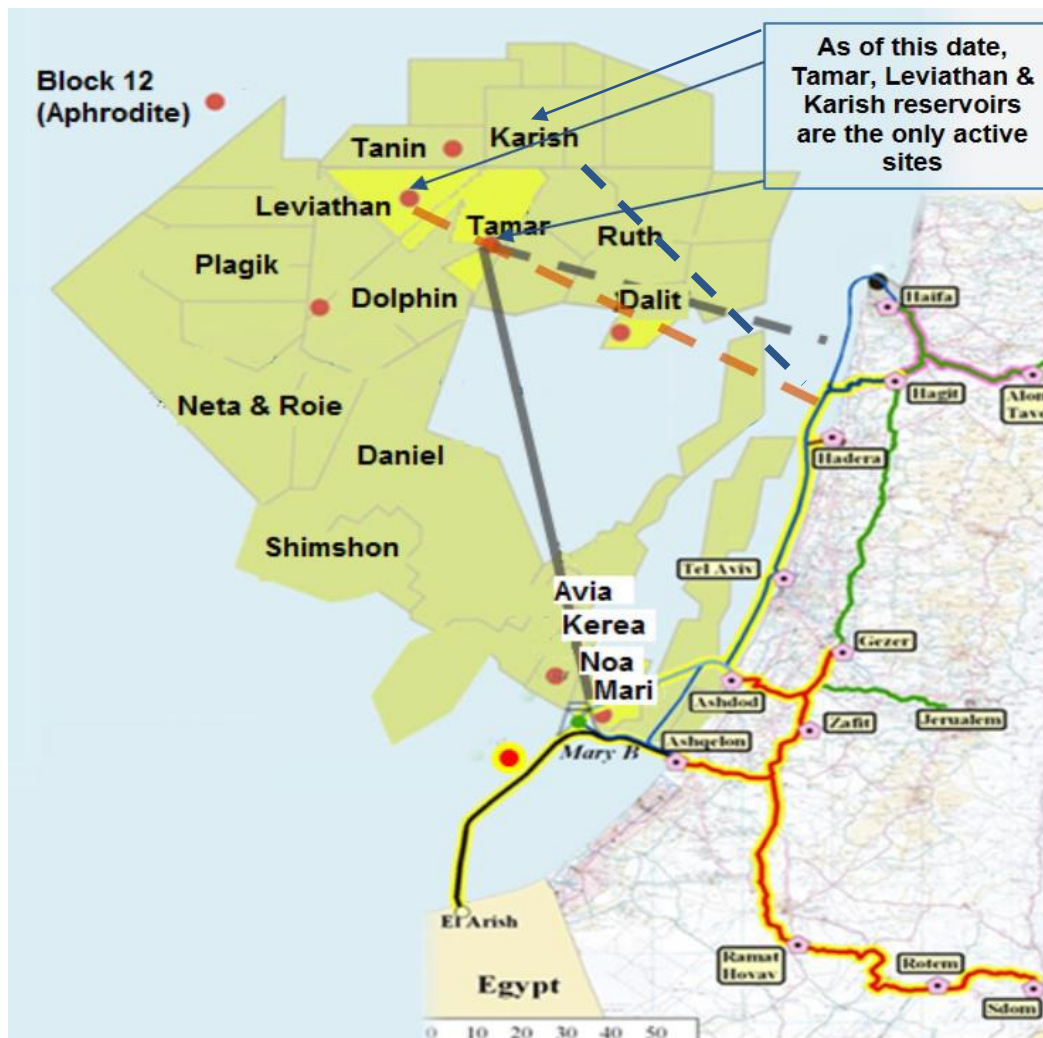 As of this date,
Tamar, Leviathan &
Karish reservoirs
are the only active
sites
Block 12
(Aphrodite)
Tanin
Karish
Leviathan
Tamar
Ruth
Plagik
Dolphin
Dalit
Haifa
Hagit
Alon
Tavo
Neta & Roie
Hadera
Daniel
Shimshon
Tel Aviv
Avia
Kerea
Noa
Mari
Gezer
Ashdod
Jerualem
Zafit
Mary B
Ashqelon
El Arish
Egypt
Ramat
Hovav
Rotem
Sdom
0 10 20 30 40 50